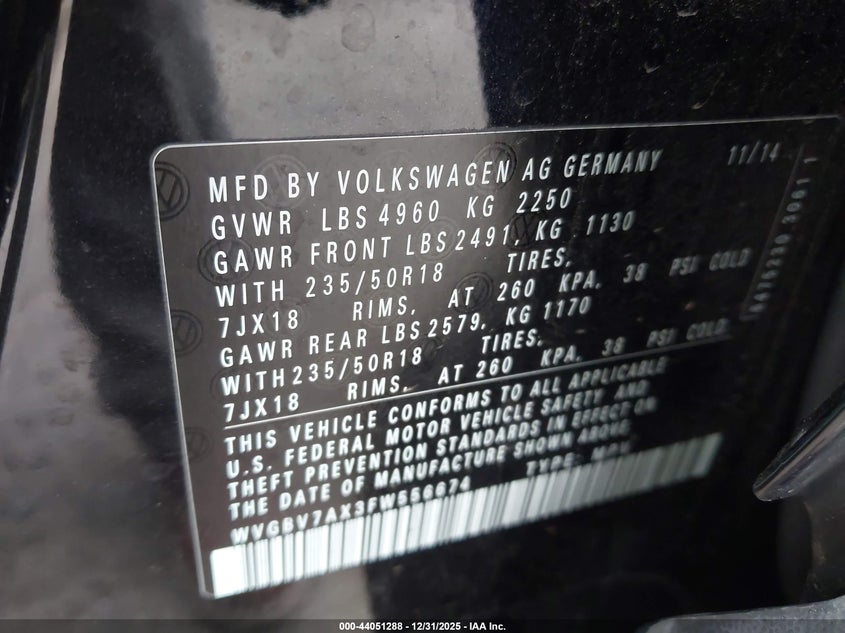 MFD BY VOLKSWAGEN AG GERMANY 11/14
GVWR LBS 4960 KG 2250
GAWR FRONT LBS 2491, KG 1130
WITH 235/50R18 TIRES,
7JX18 RIMS, AT 260 KPA, 38 PSI COLD
GAWR REAR LBS 2579, KG 1170
WITH 235/50R18 TIRES,
7JX18 RIMS, AT 260 KPA, 38 PSI COLD
THIS VEHICLE CONFORMS TO ALL APPLICABLE
U.S. FEDERAL MOTOR VEHICLE SAFETY AND
THEFT PREVENTION STANDARDS IN EFFECT ON
THE DATE OF MANUFACTURE SHOWN ABOVE
WVGBV7AX3FW556674 TYPE: MPV
000-44051288 - 12/31/2025 - IAA Inc.